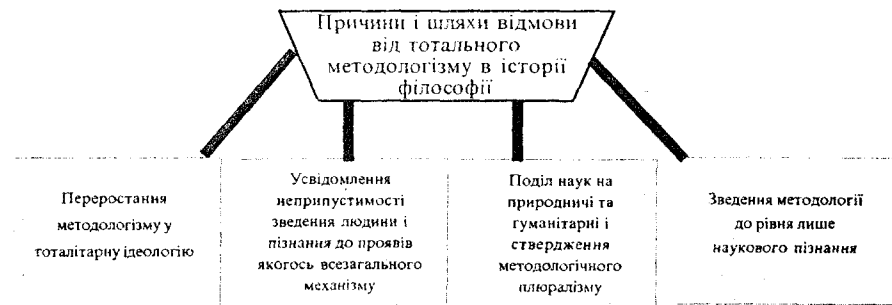 Причини і шляхи відмови
від тотального
методологізму в історії
філософії
Переростання
методологізму у
тоталітарну ідеологію
Усвідомлення
неприпустимості
зведення людини і
пізнання до проявів
якогось всезагального
механізму
Поділ наук на
природничі та
гуманітарні і
ствердження
методологічного
плюралізму
Зведення методології
до рівня лише
наукового пізнання